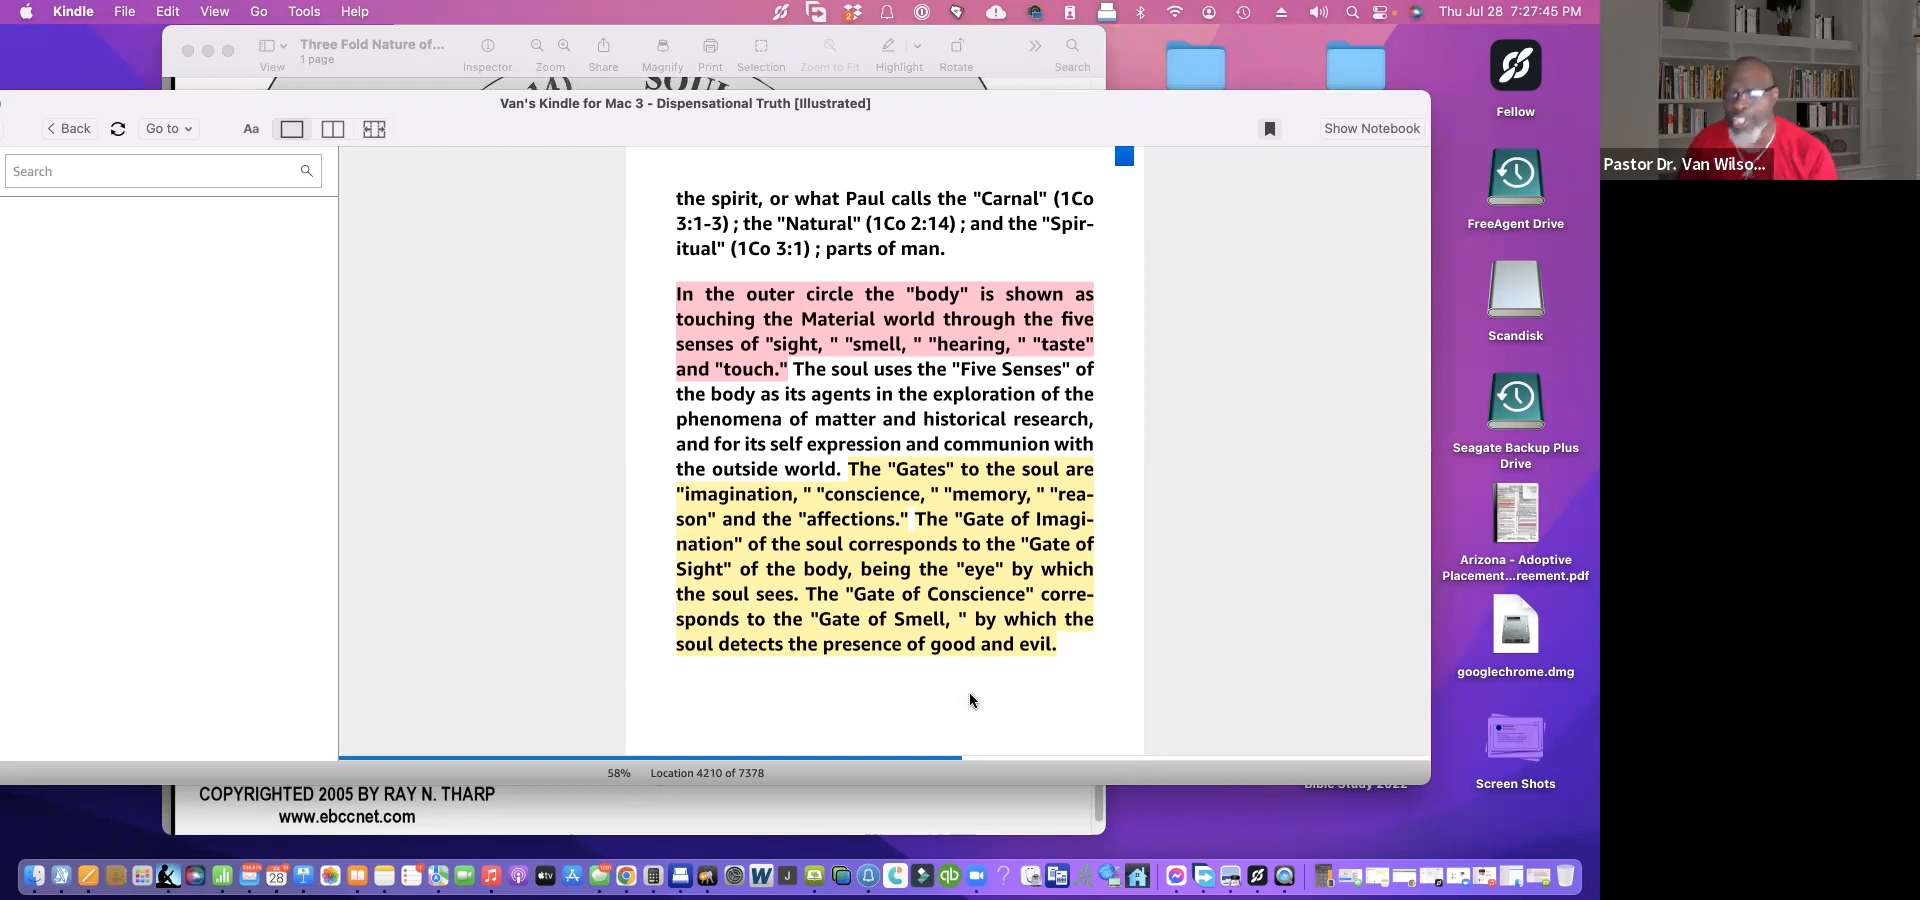 Kindle File Edit View Go Tools Help
Thu Jul 28 7:27:45 PM
Three Fold Nature of...
1 page
View Inspector Zoom Share Magnify Print Selection Zoom to Fit Highlight Rotate Search
SOUL
Van's Kindle for Mac 3 - Dispensational Truth [Illustrated]
Back Go to Aa Show Notebook
Search
the spirit, or what Paul calls the "Carnal" (1Co
3:1-3) ; the "Natural" (1Co 2:14) ; and the "Spir-
itual" (1Co 3:1) ; parts of man.
In the outer circle the "body" is shown as
touching the Material world through the five
senses of "sight, " "smell, " "hearing, " "taste"
and "touch." The soul uses the "Five Senses" of
the body as its agents in the exploration of the
phenomena of matter and historical research,
and for its self expression and communion with
the outside world. The "Gates" to the soul are
"imagination, " "conscience, " "memory, " "rea-
son" and the "affections." The "Gate of Imagi-
nation" of the soul corresponds to the "Gate of
Sight" of the body, being the "eye" by which
the soul sees. The "Gate of Conscience" corre-
sponds to the "Gate of Smell, " by which the
soul detects the presence of good and evil.
58% Location 4210 of 7378
COPYRIGHTED 2005 BY RAY N. THARP
www.ebccnet.com
Fellow
FreeAgent Drive
Scandisk
Seagate Backup Plus
Drive
Arizona - Adoptive
Placement...reement.pdf
googlechrome.dmg
Bible Study 2022
Screen Shots
Pastor Dr. Van Wilso...